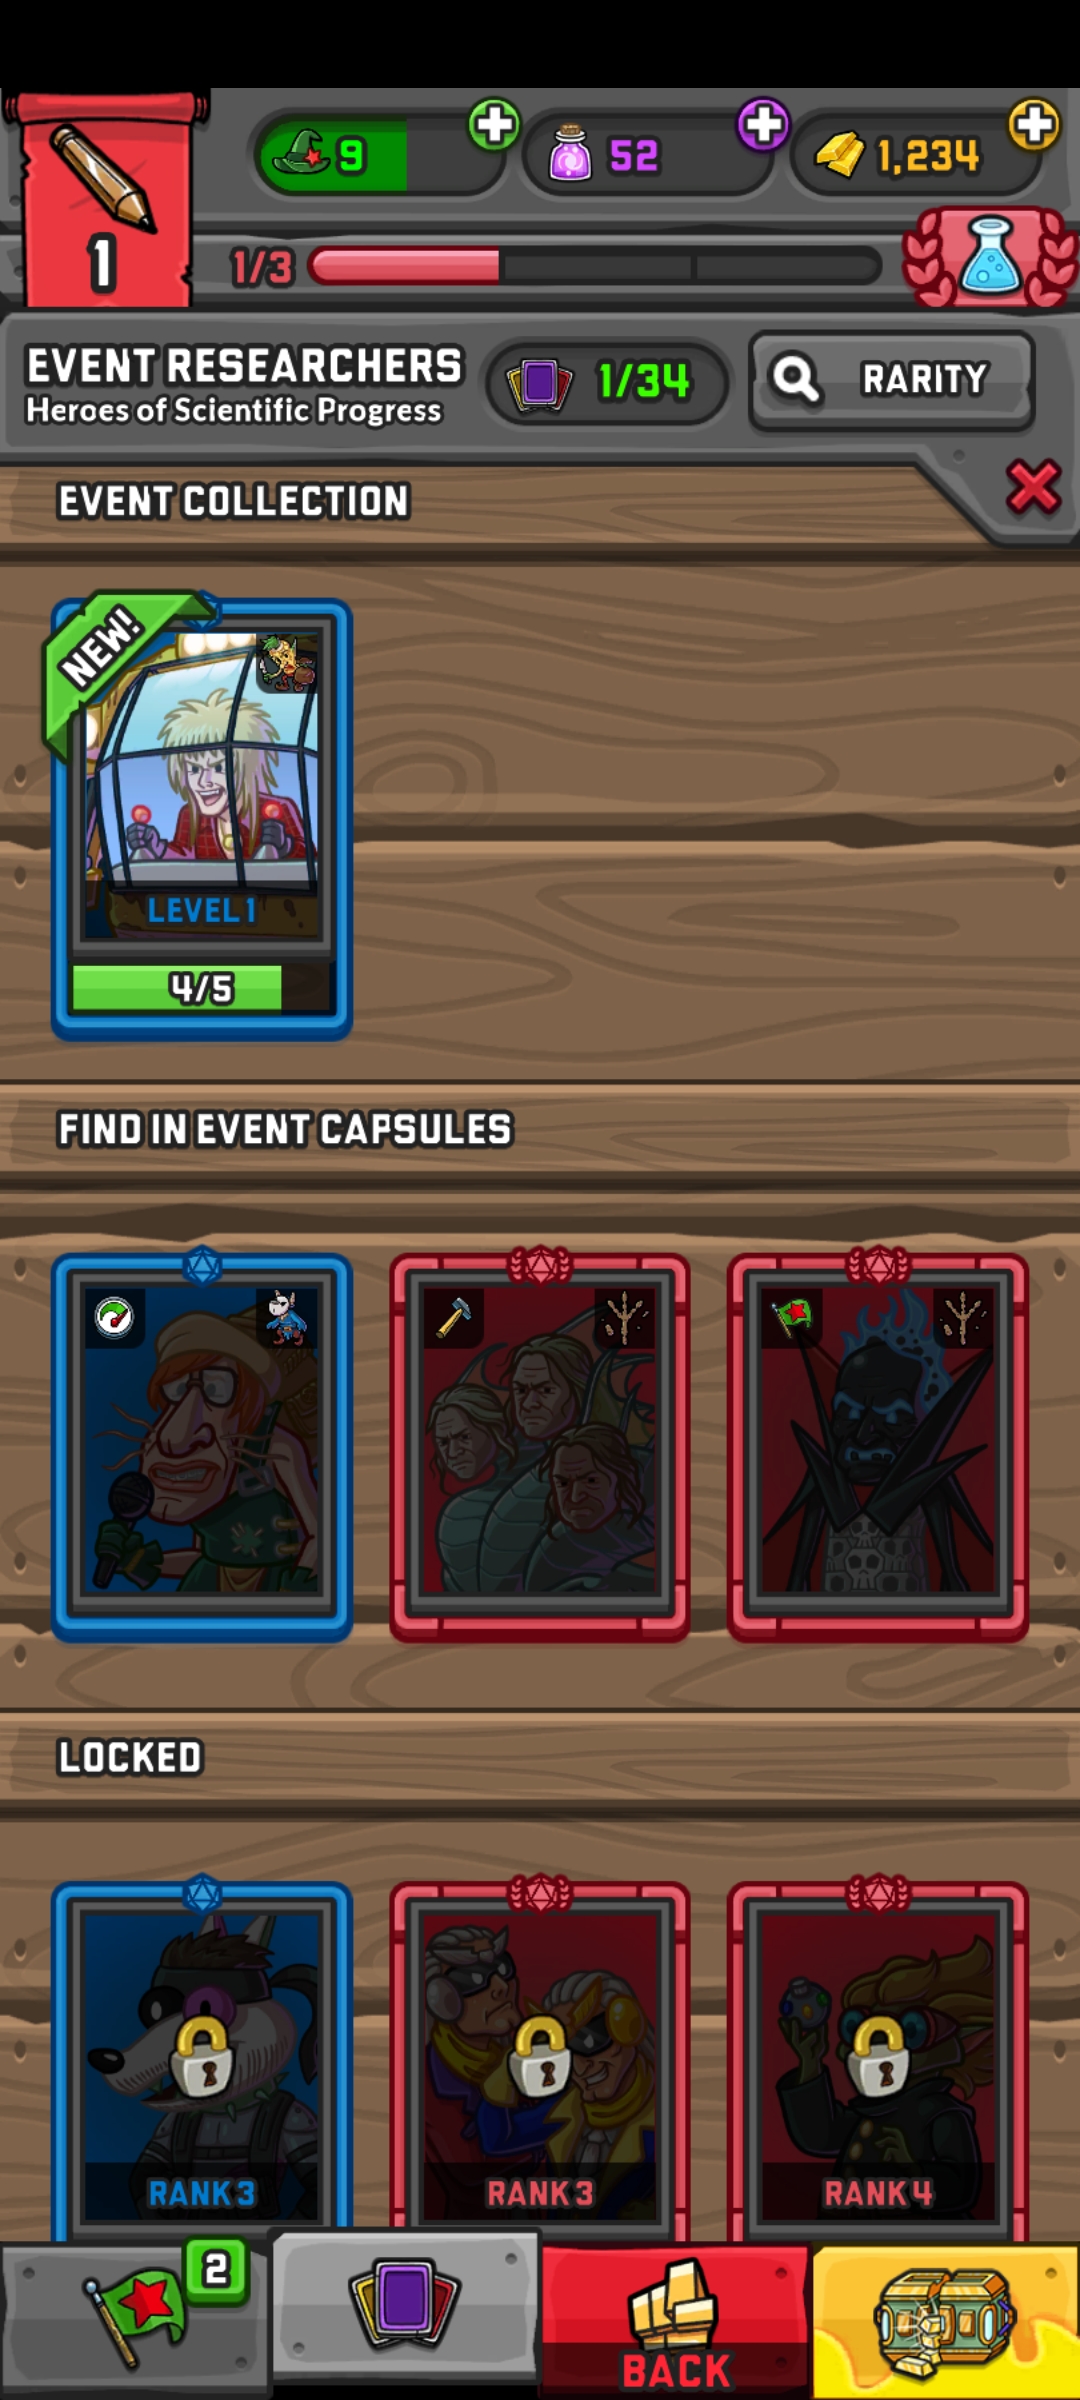 9
52
1,234
1
1/3
EVENT RESEARCHERS
Heroes of Scientific Progress
1/34
RARITY
EVENT COLLECTION
NEW!
LEVEL 1
4/5
FIND IN EVENT CAPSULES
LOCKED
RANK 3
RANK 3
RANK 4
2
BACK